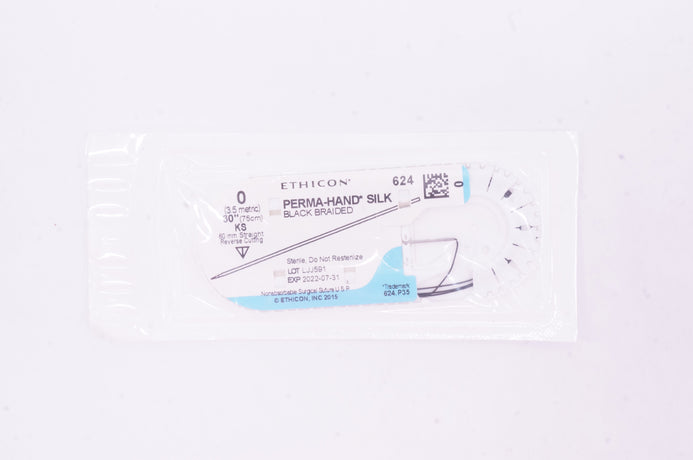 ETHICON®
624
0
0
(3.5 metric)
30" (75cm)
KS
60 mm Straight
Reverse Cutting
PERMA-HAND® SILK
BLACK BRAIDED
Sterile, Do Not Resterilize
LOT LJJ591
EXP 2022-07-31
Nonabsorbable Surgical Suture U.S.P.
© ETHICON, INC 2015
*Trademark
624.P35